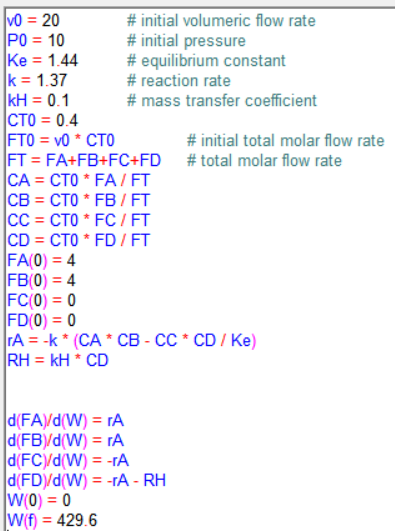 v0 = 20 # initial volumeric flow rate
P0 = 10 # initial pressure
Ke = 1.44 # equilibrium constant
k = 1.37 # reaction rate
kH = 0.1 # mass transfer coefficient
CT0 = 0.4
FT0 = v0 * CT0 # initial total molar flow rate
FT = FA+FB+FC+FD # total molar flow rate
CA = CT0 * FA / FT
CB = CT0 * FB / FT
CC = CT0 * FC / FT
CD = CT0 * FD / FT
FA(0) = 4
FB(0) = 4
FC(0) = 0
FD(0) = 0
rA = -k * (CA * CB - CC * CD / Ke)
RH = kH * CD
d(FA)/d(W) = rA
d(FB)/d(W) = rA
d(FC)/d(W) = -rA
d(FD)/d(W) = -rA - RH
W(0) = 0
W(f) = 429.6